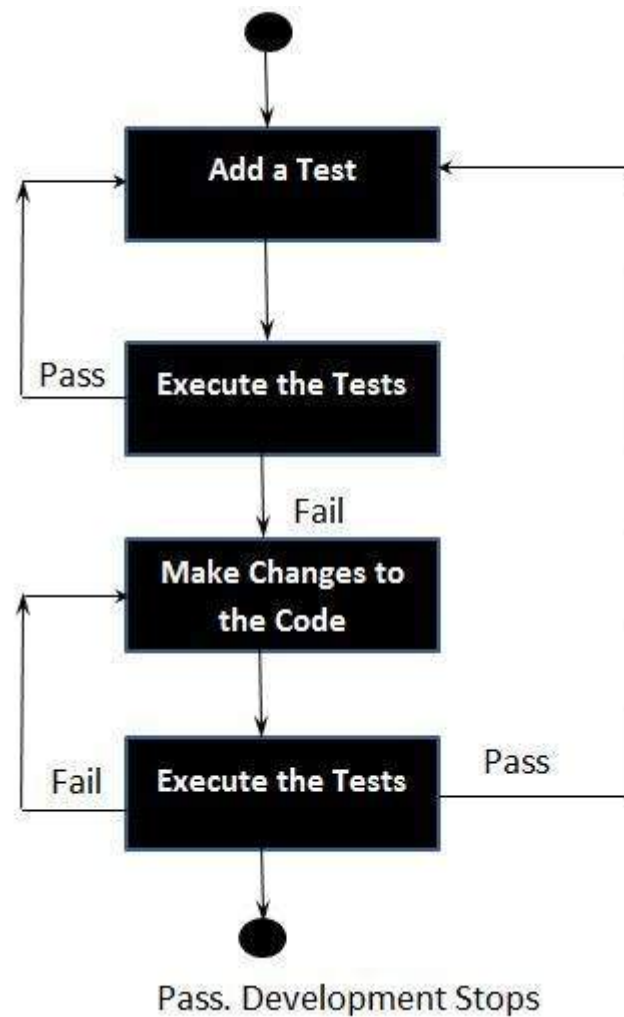 Add a Test
Pass
Execute the Tests
Fail
Make Changes to
the Code
Fail
Execute the Tests
Pass
Pass. Development Stops